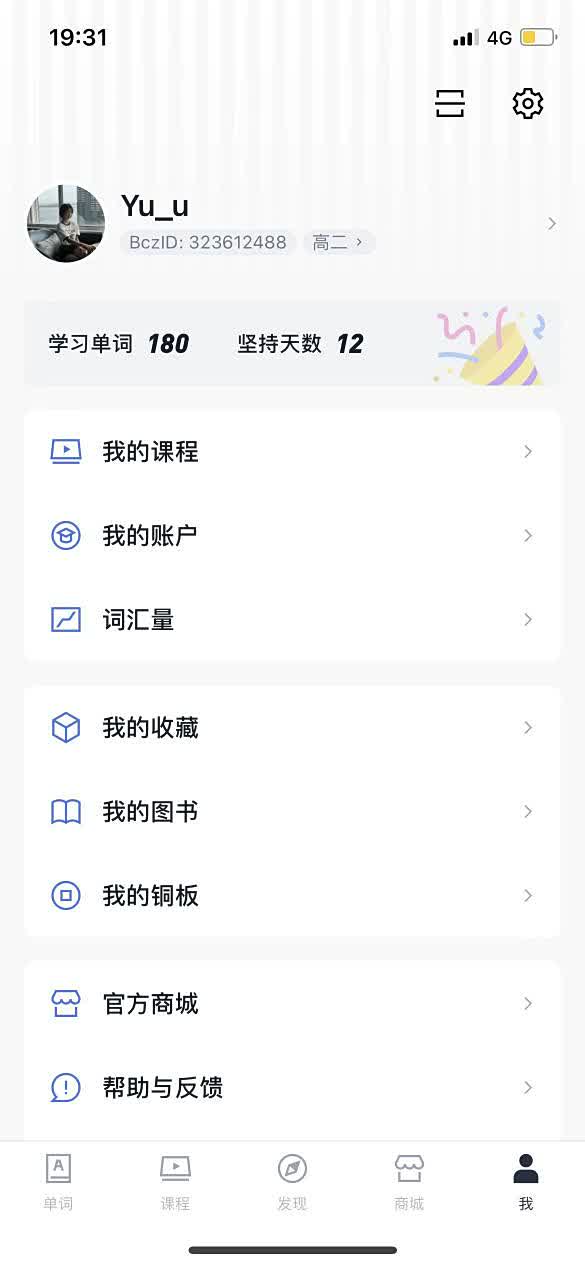 19:31 4G
Yu_u
BczID: 323612488 高二
学习单词 180 坚持天数 12
我的课程
我的账户
词汇量
我的收藏
我的图书
我的铜板
官方商城
帮助与反馈
单词 课程 发现 商城 我